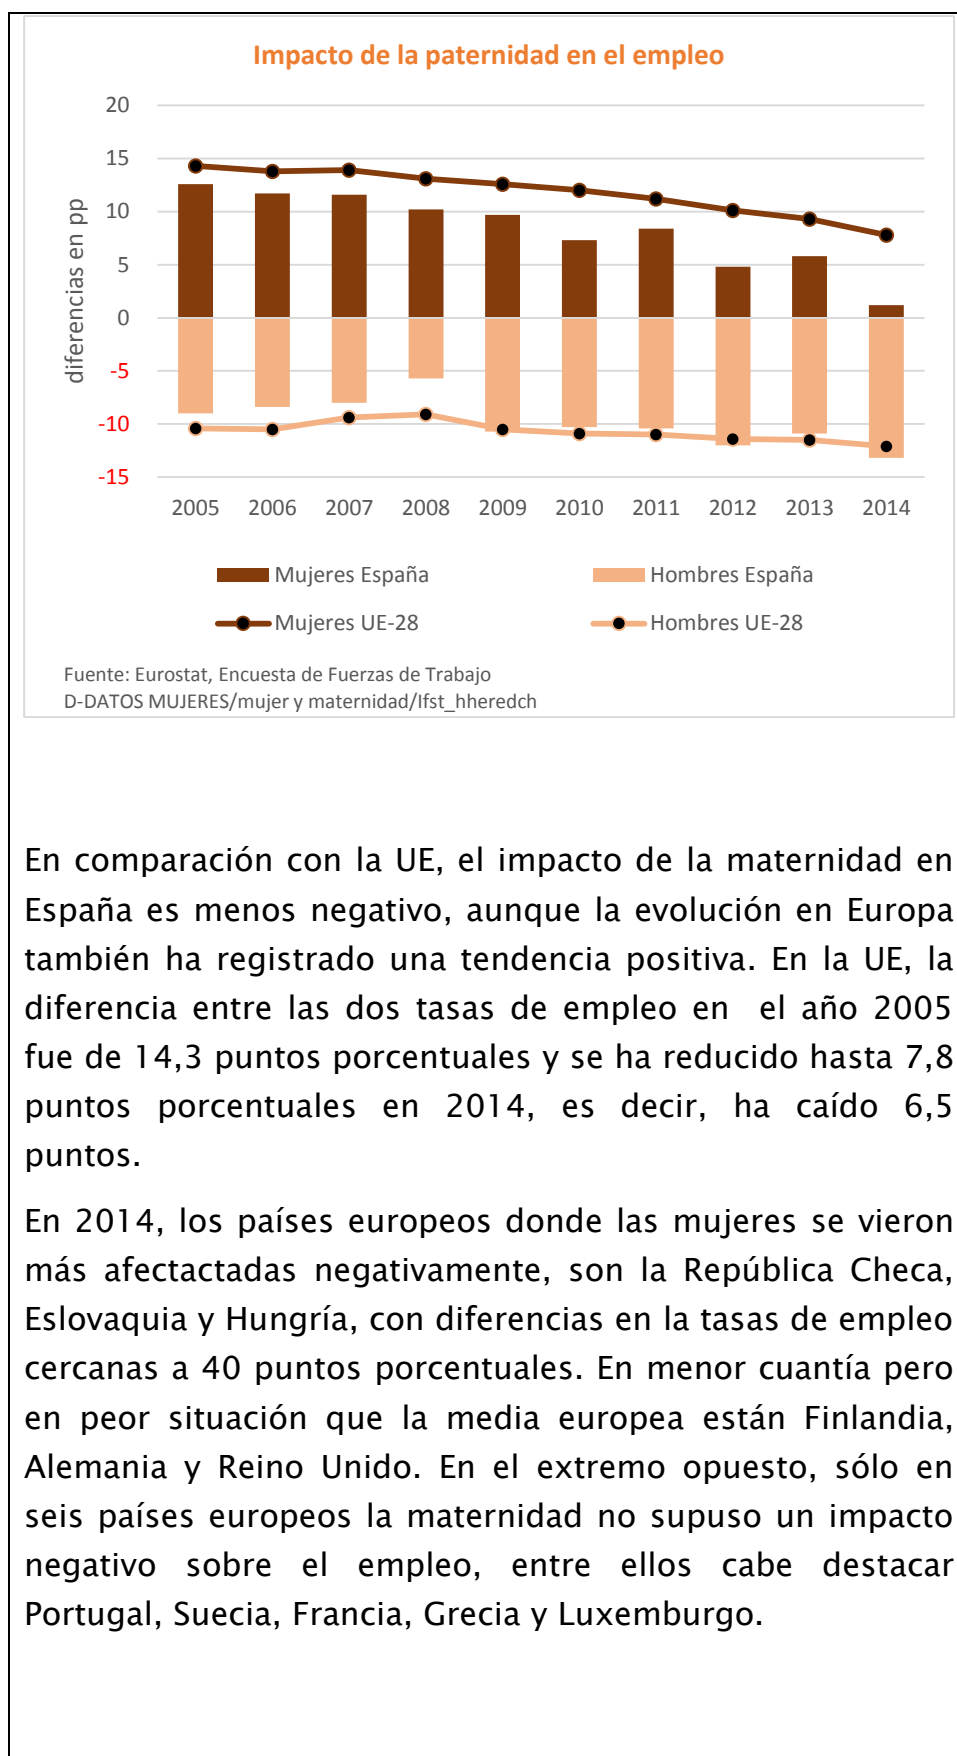 Impacto de la paternidad en el empleo
20
15
10
5
0
-5
-10
-15
diferencias en pp
2005 2006 2007 2008 2009 2010 2011 2012 2013 2014
Mujeres España Hombres España
Mujeres UE-28 Hombres UE-28
Fuente: Eurostat, Encuesta de Fuerzas de Trabajo
D-DATOS MUJERES/mujer y maternidad/lfst_hheredch
En comparación con la UE, el impacto de la maternidad en
España es menos negativo, aunque la evolución en Europa
también ha registrado una tendencia positiva. En la UE, la
diferencia entre las dos tasas de empleo en el año 2005
fue de 14,3 puntos porcentuales y se ha reducido hasta 7,8
puntos porcentuales en 2014, es decir, ha caído 6,5
puntos.
En 2014, los países europeos donde las mujeres se vieron
más afectactadas negativamente, son la República Checa,
Eslovaquia y Hungría, con diferencias en la tasas de empleo
cercanas a 40 puntos porcentuales. En menor cuantía pero
en peor situación que la media europea están Finlandia,
Alemania y Reino Unido. En el extremo opuesto, sólo en
seis países europeos la maternidad no supuso un impacto
negativo sobre el empleo, entre ellos cabe destacar
Portugal, Suecia, Francia, Grecia y Luxemburgo.